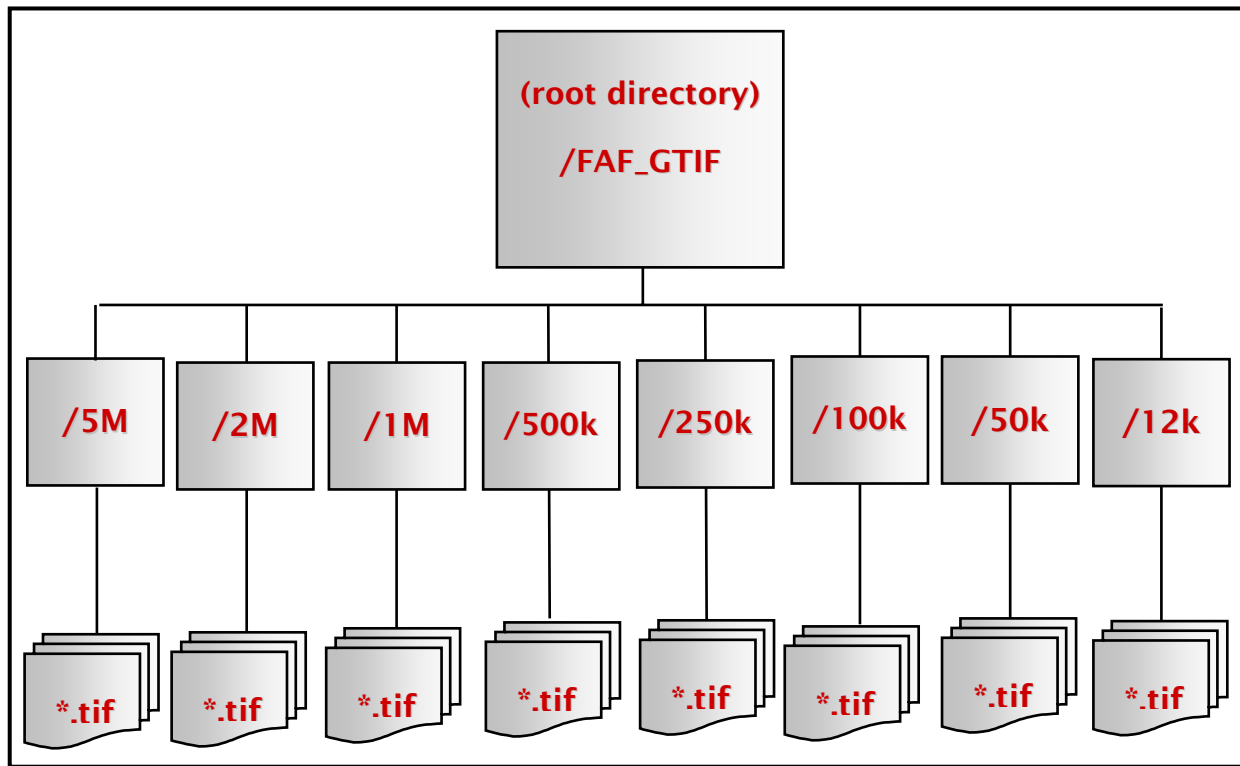 (root directory)
/FAF_GTIF
/5M
/2M
/1M
/500k
/250k
/100k
/50k
/12k
*.tif
*.tif
*.tif
*.tif
*.tif
*.tif
*.tif
*.tif